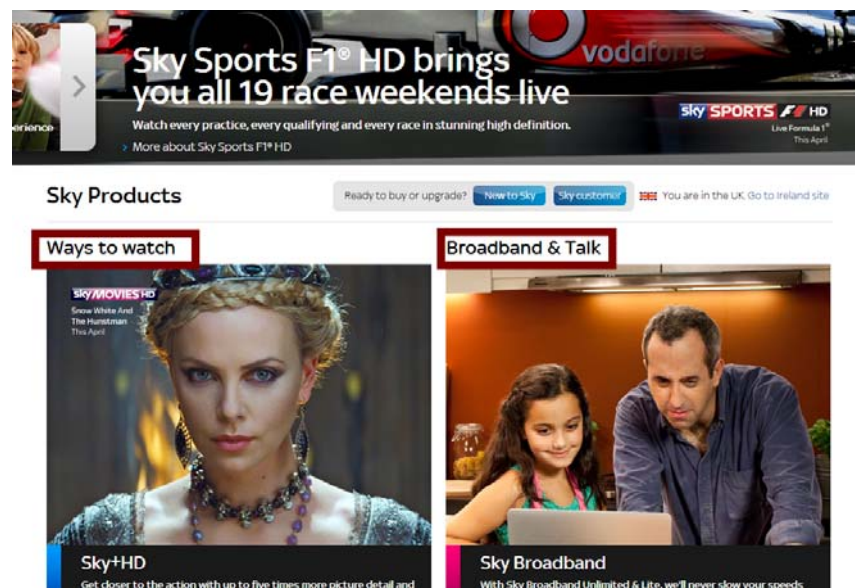 Sky Sports F1® HD brings
you all 19 race weekends live
Watch every practice, every qualifying and every race in stunning high definition.
> More about Sky Sports F1® HD
erience
vodafone
sky SPORTS F1 HD
Live Formula 1®
This April
Sky Products
Ready to buy or upgrade? New to Sky Sky customer You are in the UK. Go to Ireland site
Ways to watch
sky MOVIES HD
Snow White And
The Hunstman
This April
Sky+HD
Get closer to the action with up to five times more picture detail and
Broadband & Talk
Sky Broadband
With Sky Broadband Unlimited & Lite, we'll never slow your speeds